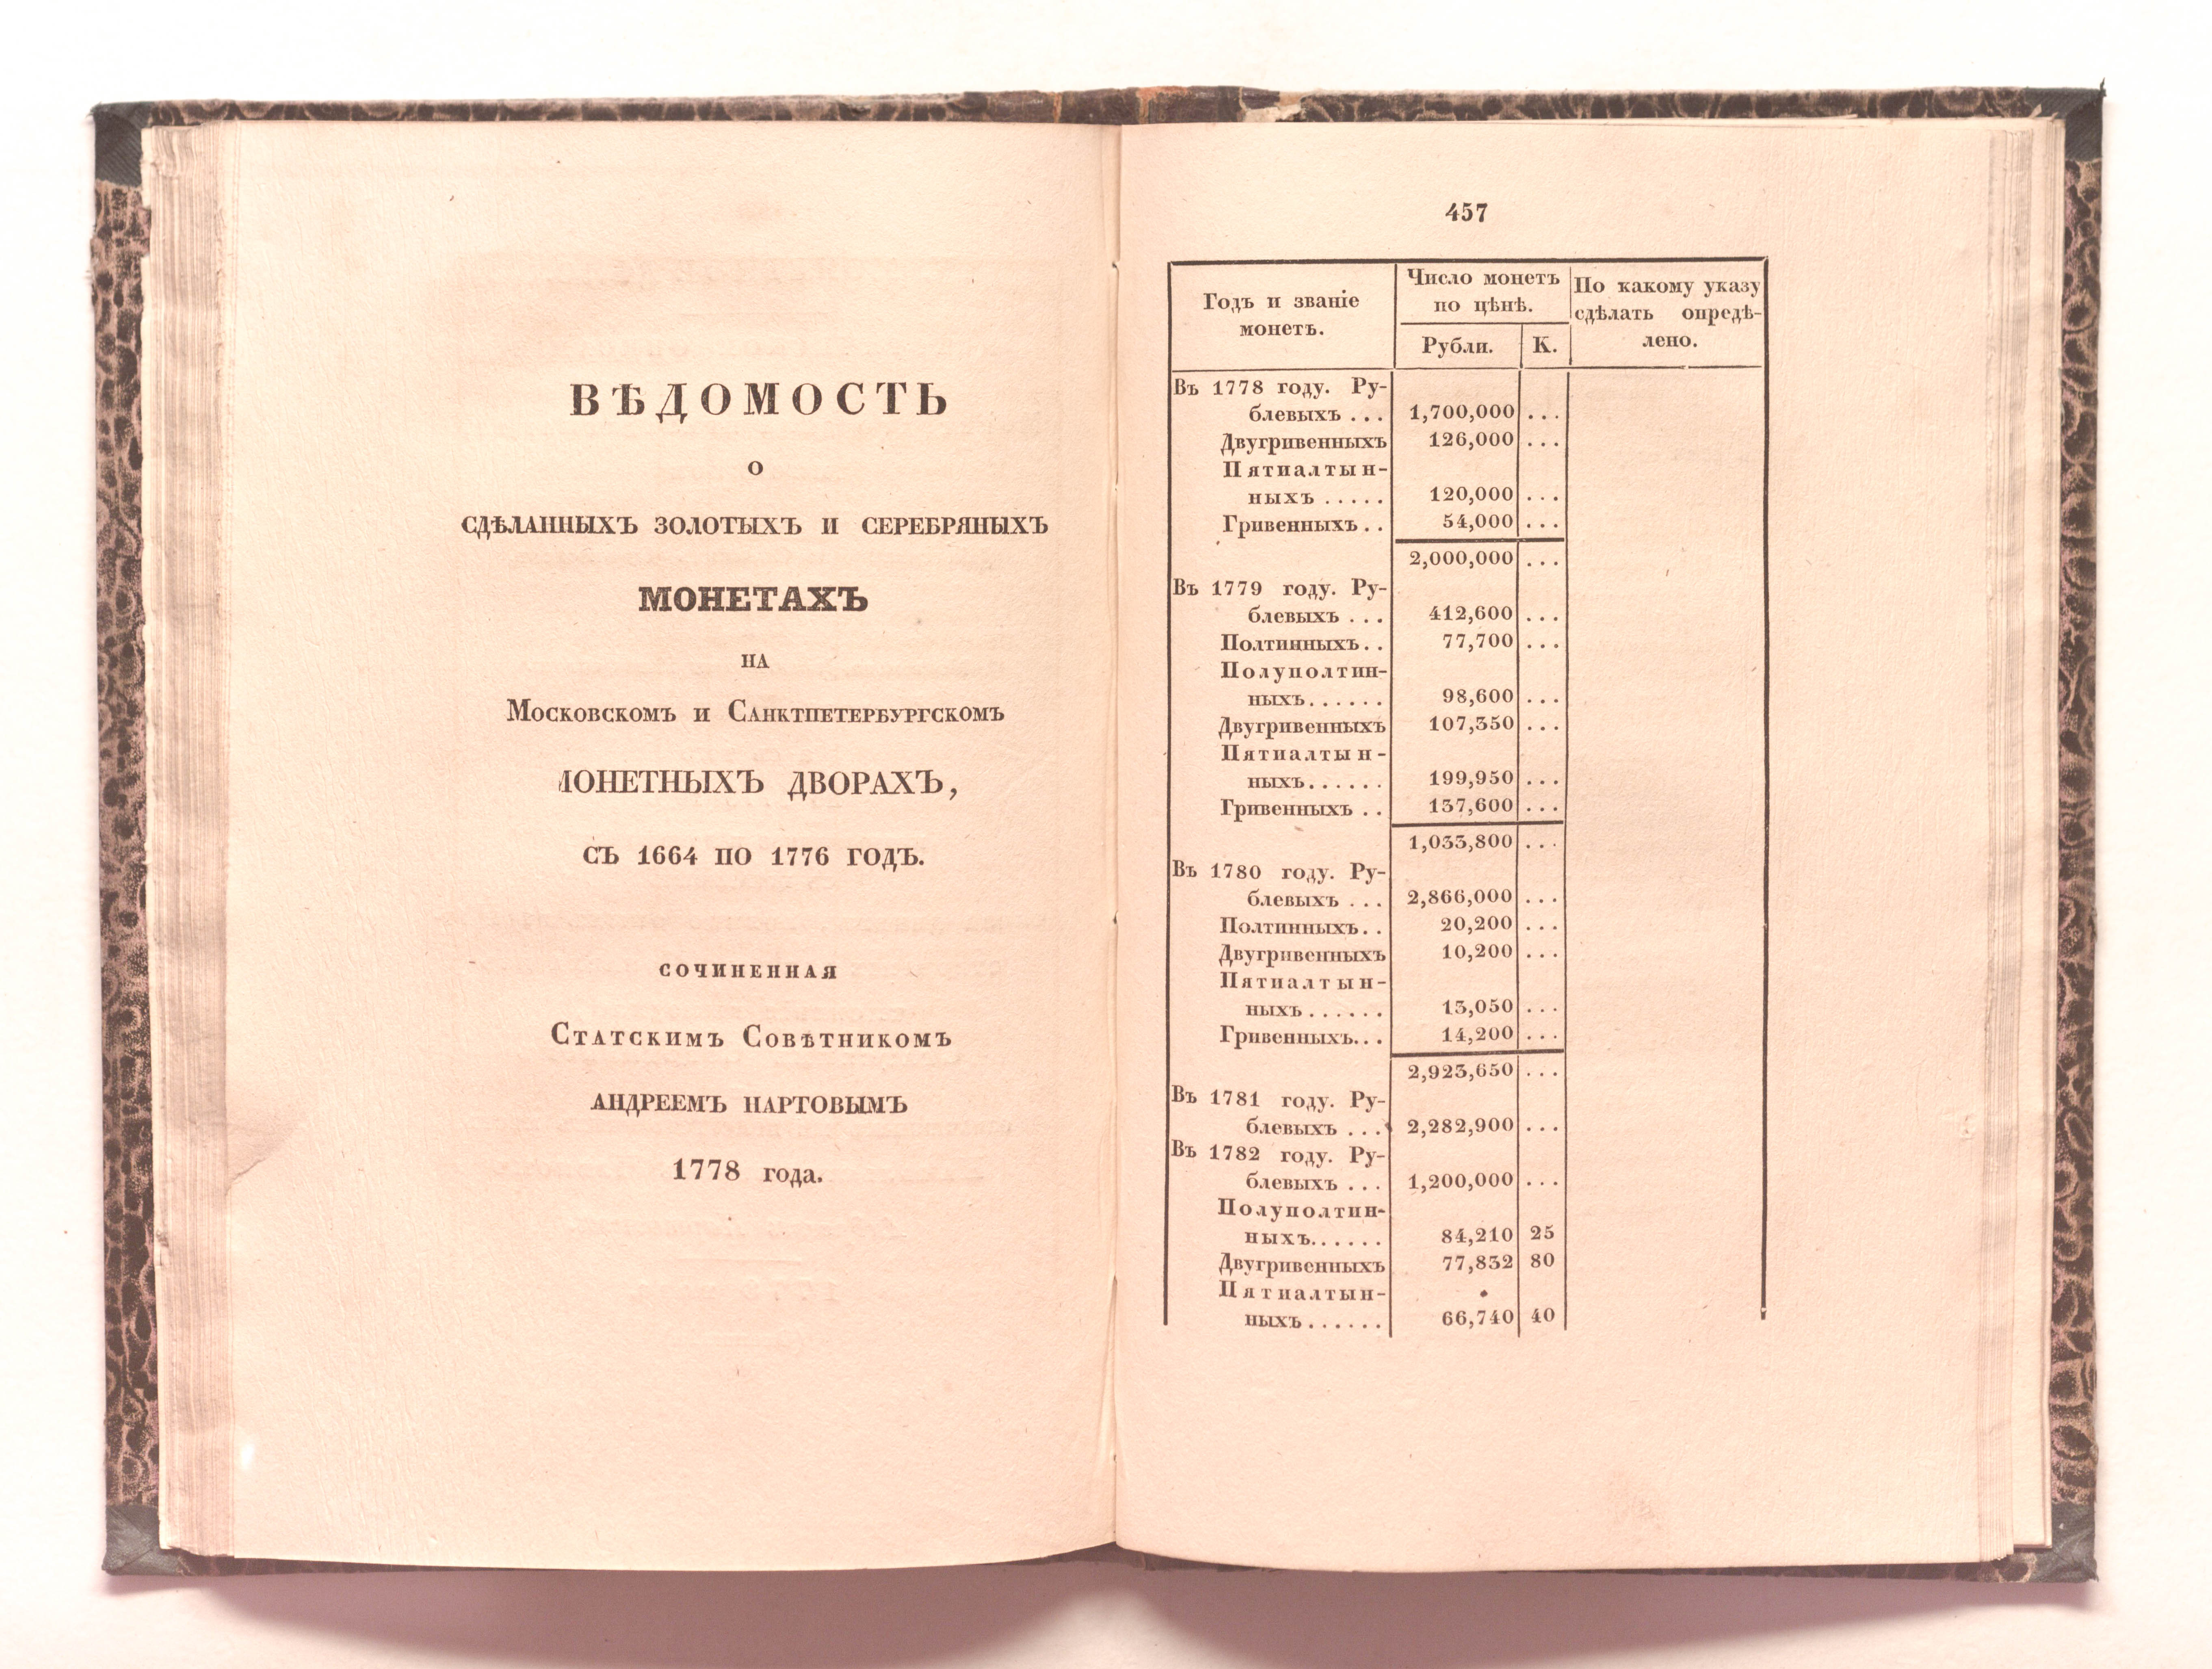 ВѢДОМОСТЬ
О
СДѢЛАННЫХЪ ЗОЛОТЫХЪ И СЕРЕБРЯНЫХЪ
МОНЕТАХЪ
НА
МОСКОВСКОМЪ И САНКТПЕТЕРБУРГСКОМЪ
МОНЕТНЫХЪ ДВОРАХЪ,
СЪ 1664 ПО 1776 ГОДЪ.
СОЧИНЕННАЯ
СТАТСКИМЪ СОВѢТНИКОМЪ
АНДРЕЕМЪ НАРТОВЫМЪ
1778 года.
457
Годъ и званіе
монетъ.
Число монетъ
по цѣнѣ.
Рубли. К.
По какому указу
сдѣлать опредѣ-
лено.
Въ 1778 году. Ру-
блевыхъ ... 1,700,000 ...
Двугривенныхъ 126,000 ...
Пятиалтын-
ныхъ ..... 120,000 ...
Гривенныхъ .. 54,000 ...
2,000,000 ...
Въ 1779 году. Ру-
блевыхъ ... 412,600 ...
Полтинныхъ.. 77,700 ...
Полуполтин-
ныхъ...... 98,600 ...
Двугривенныхъ 107,350 ...
Пятиалтын-
ныхъ...... 199,950 ...
Гривенныхъ .. 137,600 ...
1,033,800 ...
Въ 1780 году. Ру-
блевыхъ ... 2,866,000 ...
Полтинныхъ.. 20,200 ...
Двугривенныхъ 10,200 ...
Пятиалтын-
ныхъ ...... 13,050 ...
Гривенныхъ... 14,200 ...
2,923,650 ...
Въ 1781 году. Ру-
блевыхъ ... 2,282,900 ...
Въ 1782 году. Ру-
блевыхъ ... 1,200,000 ...
Полуполтин-
ныхъ...... 84,210 25
Двугривенныхъ 77,832 80
Пятиалтын-
ныхъ ...... 66,740 40